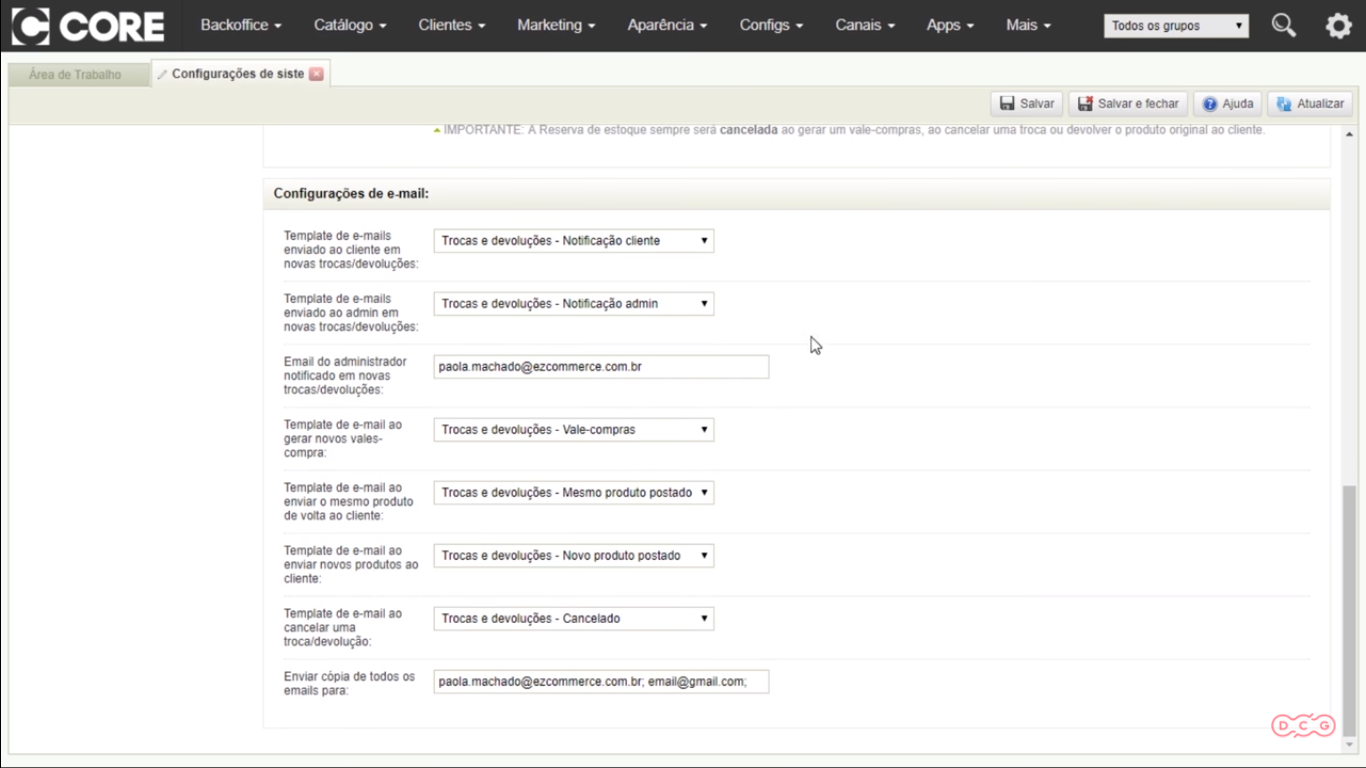 CORE Backoffice Catálogo Clientes Marketing Aparência Configs Canais Apps Mais Todos os grupos
Área de Trabalho Configurações de siste
Salvar Salvar e fechar Ajuda Atualizar
IMPORTANTE: A Reserva de estoque sempre será cancelada ao gerar um vale-compras, ao cancelar uma troca ou devolver o produto original ao cliente.
Configurações de e-mail:
Template de e-mails
enviado ao cliente em
novas trocas/devoluções:
Trocas e devoluções - Notificação cliente
Template de e-mails
enviado ao admin em
novas trocas/devoluções:
Trocas e devoluções - Notificação admin
Email do administrador
notificado em novas
trocas/devoluções:
paola.machado@ezcommerce.com.br
Template de e-mail ao
gerar novos vales-
compra:
Trocas e devoluções - Vale-compras
Template de e-mail ao
enviar o mesmo produto
de volta ao cliente:
Trocas e devoluções - Mesmo produto postado
Template de e-mail ao
enviar novos produtos ao
cliente:
Trocas e devoluções - Novo produto postado
Template de e-mail ao
cancelar uma
troca/devolução:
Trocas e devoluções - Cancelado
Enviar cópia de todos os
emails para:
paola.machado@ezcommerce.com.br; email@gmail.com;
DCG